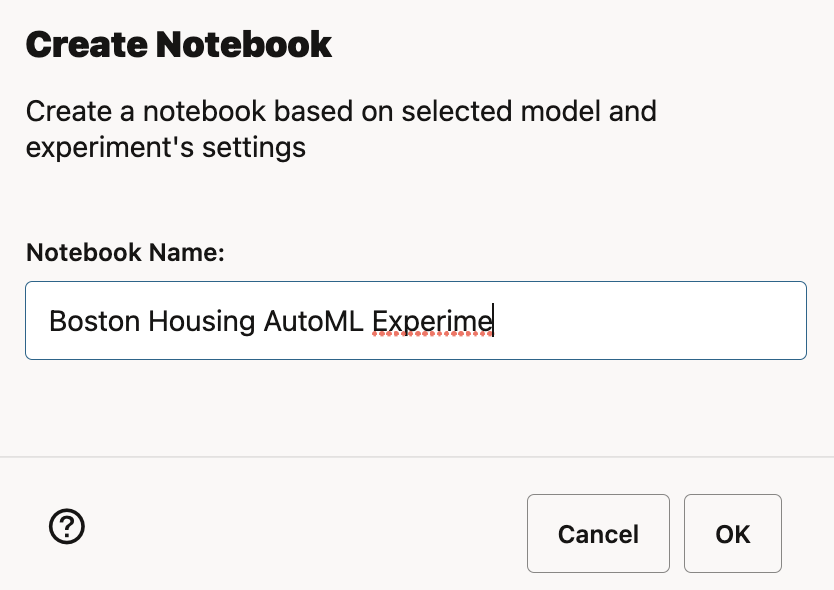 Create Notebook
Create a notebook based on selected model and
experiment's settings
Notebook Name:
Boston Housing AutoML Experime
?
Cancel OK